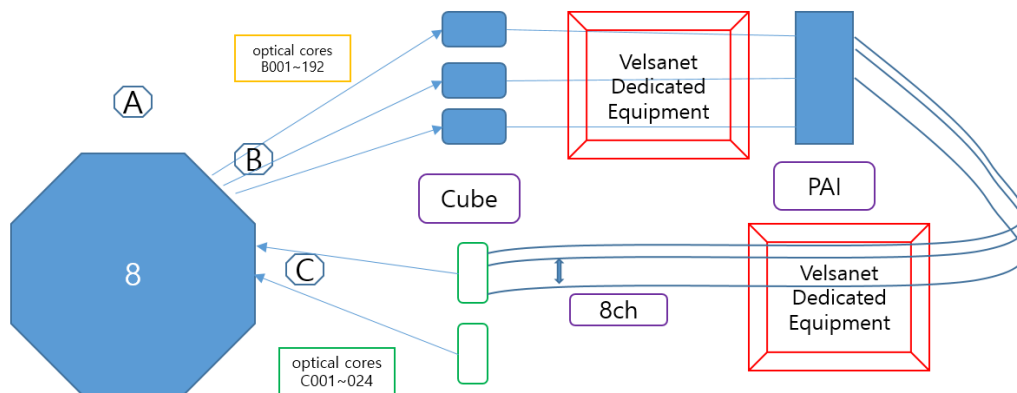 optical cores
B001~192
Velsanet
Dedicated
Equipment
A
B
Cube
PAI
8
C
8ch
Velsanet
Dedicated
Equipment
optical cores
C001~024